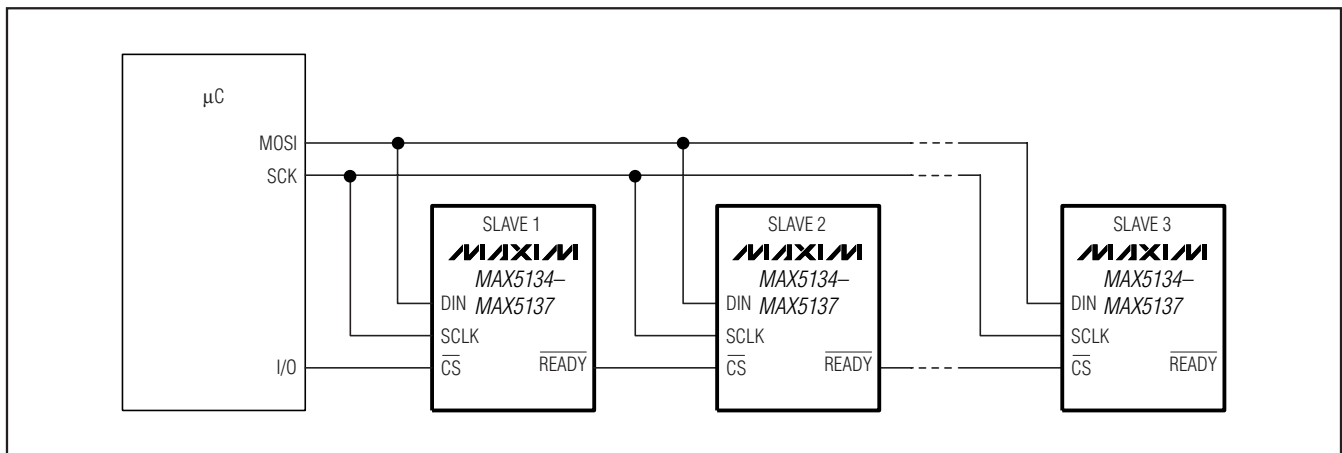 μC
MOSI
SCK
I/O
SLAVE 1
MAXIM
MAX5134–
MAX5137
DIN
SCLK
CS
READY
SLAVE 2
MAXIM
MAX5134–
MAX5137
DIN
SCLK
CS
READY
SLAVE 3
MAXIM
MAX5134–
MAX5137
DIN
SCLK
CS
READY